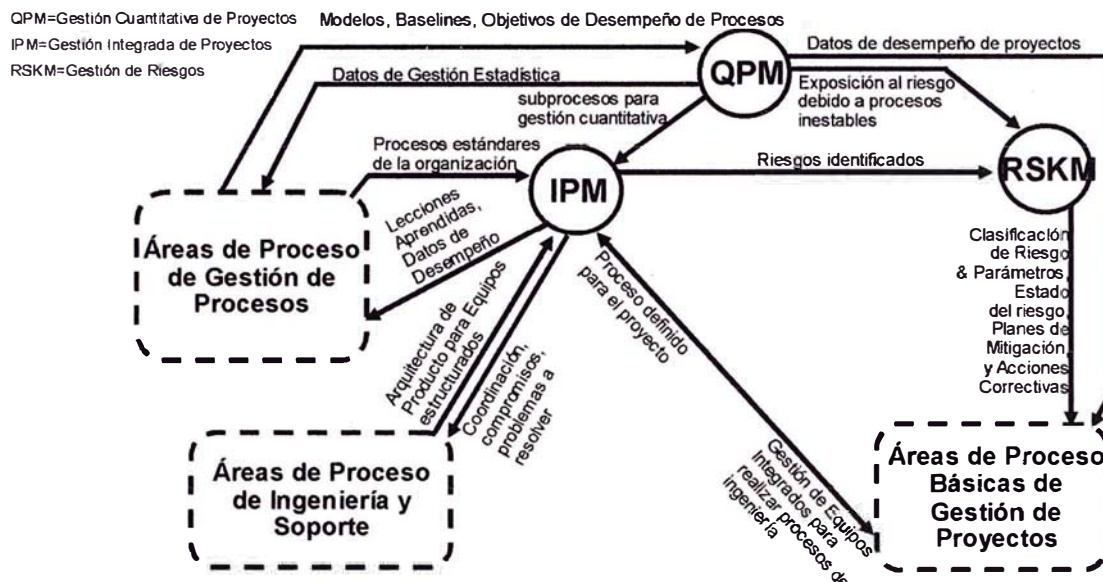 QPM=Gestión Cuantitativa de Proyectos
IPM=Gestión Integrada de Proyectos
RSKM=Gestión de Riesgos
Modelos, Baselines, Objetivos de Desempeño de Procesos
QPM
Datos de desempeño de proyectos
Datos de Gestión Estadística
subprocesos para
gestión cuantitativa
Exposición al riesgo
debido a procesos
inestables
Procesos estándares
de la organización
IPM
Riesgos identificados
RSKM
Lecciones
Aprendidas,
Datos de
Desempeño
Áreas de Proceso
de Gestión de
Procesos
Proceso definido
para el proyecto
Clasificación
de Riesgo
& Parámetros,
Estado
del riesgo,
Planes de
Mitigación,
y Acciones
Correctivas
Arquitectura de
Producto para Equipos
estructurados
Coordinación,
compromisos,
problemas a
resolver
Áreas de Proceso
de Ingeniería y
Soporte
Gestión de Equipos
Integrados para
realizar procesos de
ingeniería
Áreas de Proceso
Básicas de
Gestión de
Proyectos